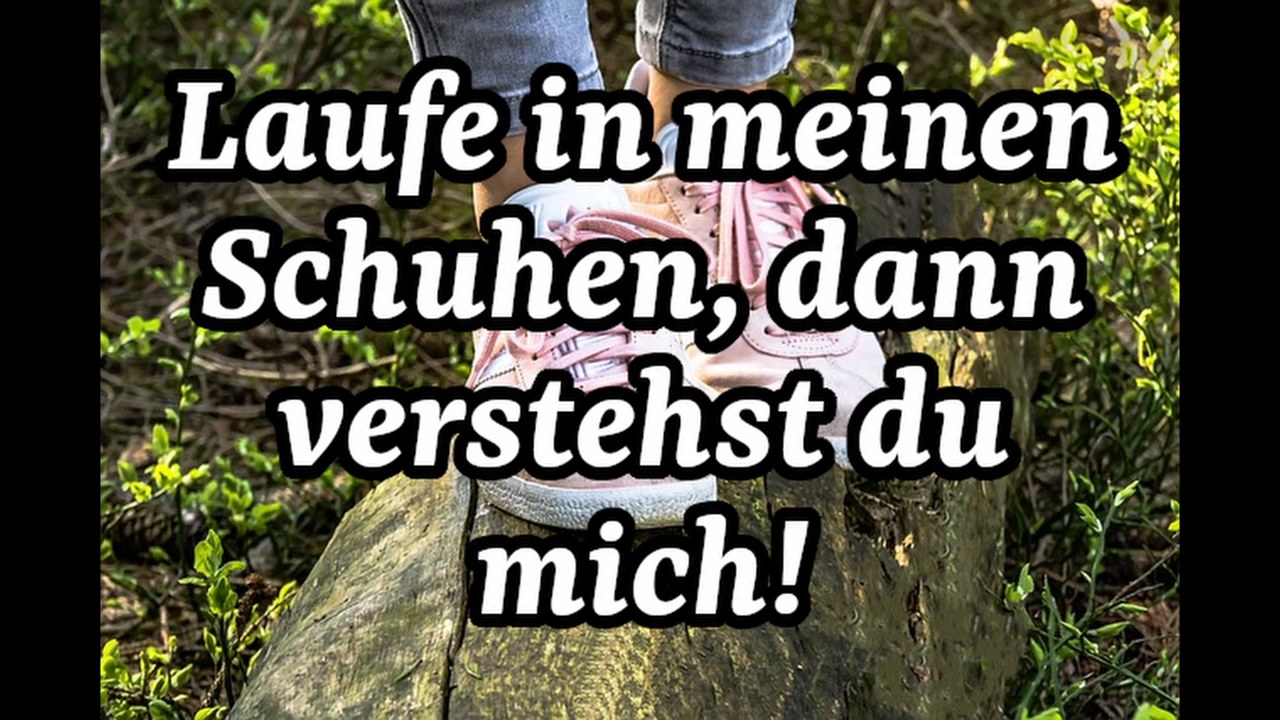 Laufe in meinen
Schuhen, dann
verstehst du
mich!